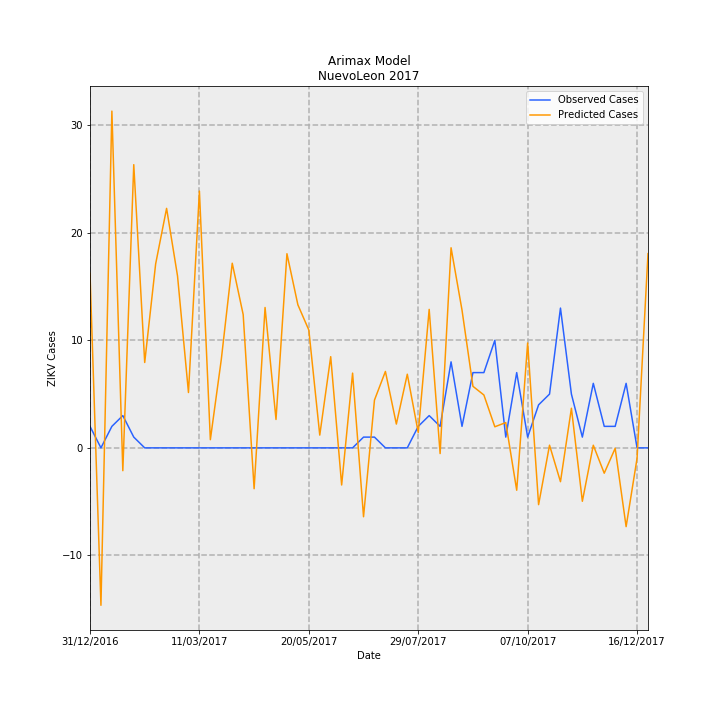 Arimax Model
NuevoLeon 2017
Observed Cases
Predicted Cases
ZIKV Cases
30
20
10
0
−10
31/12/2016
11/03/2017
20/05/2017
29/07/2017
07/10/2017
16/12/2017
Date